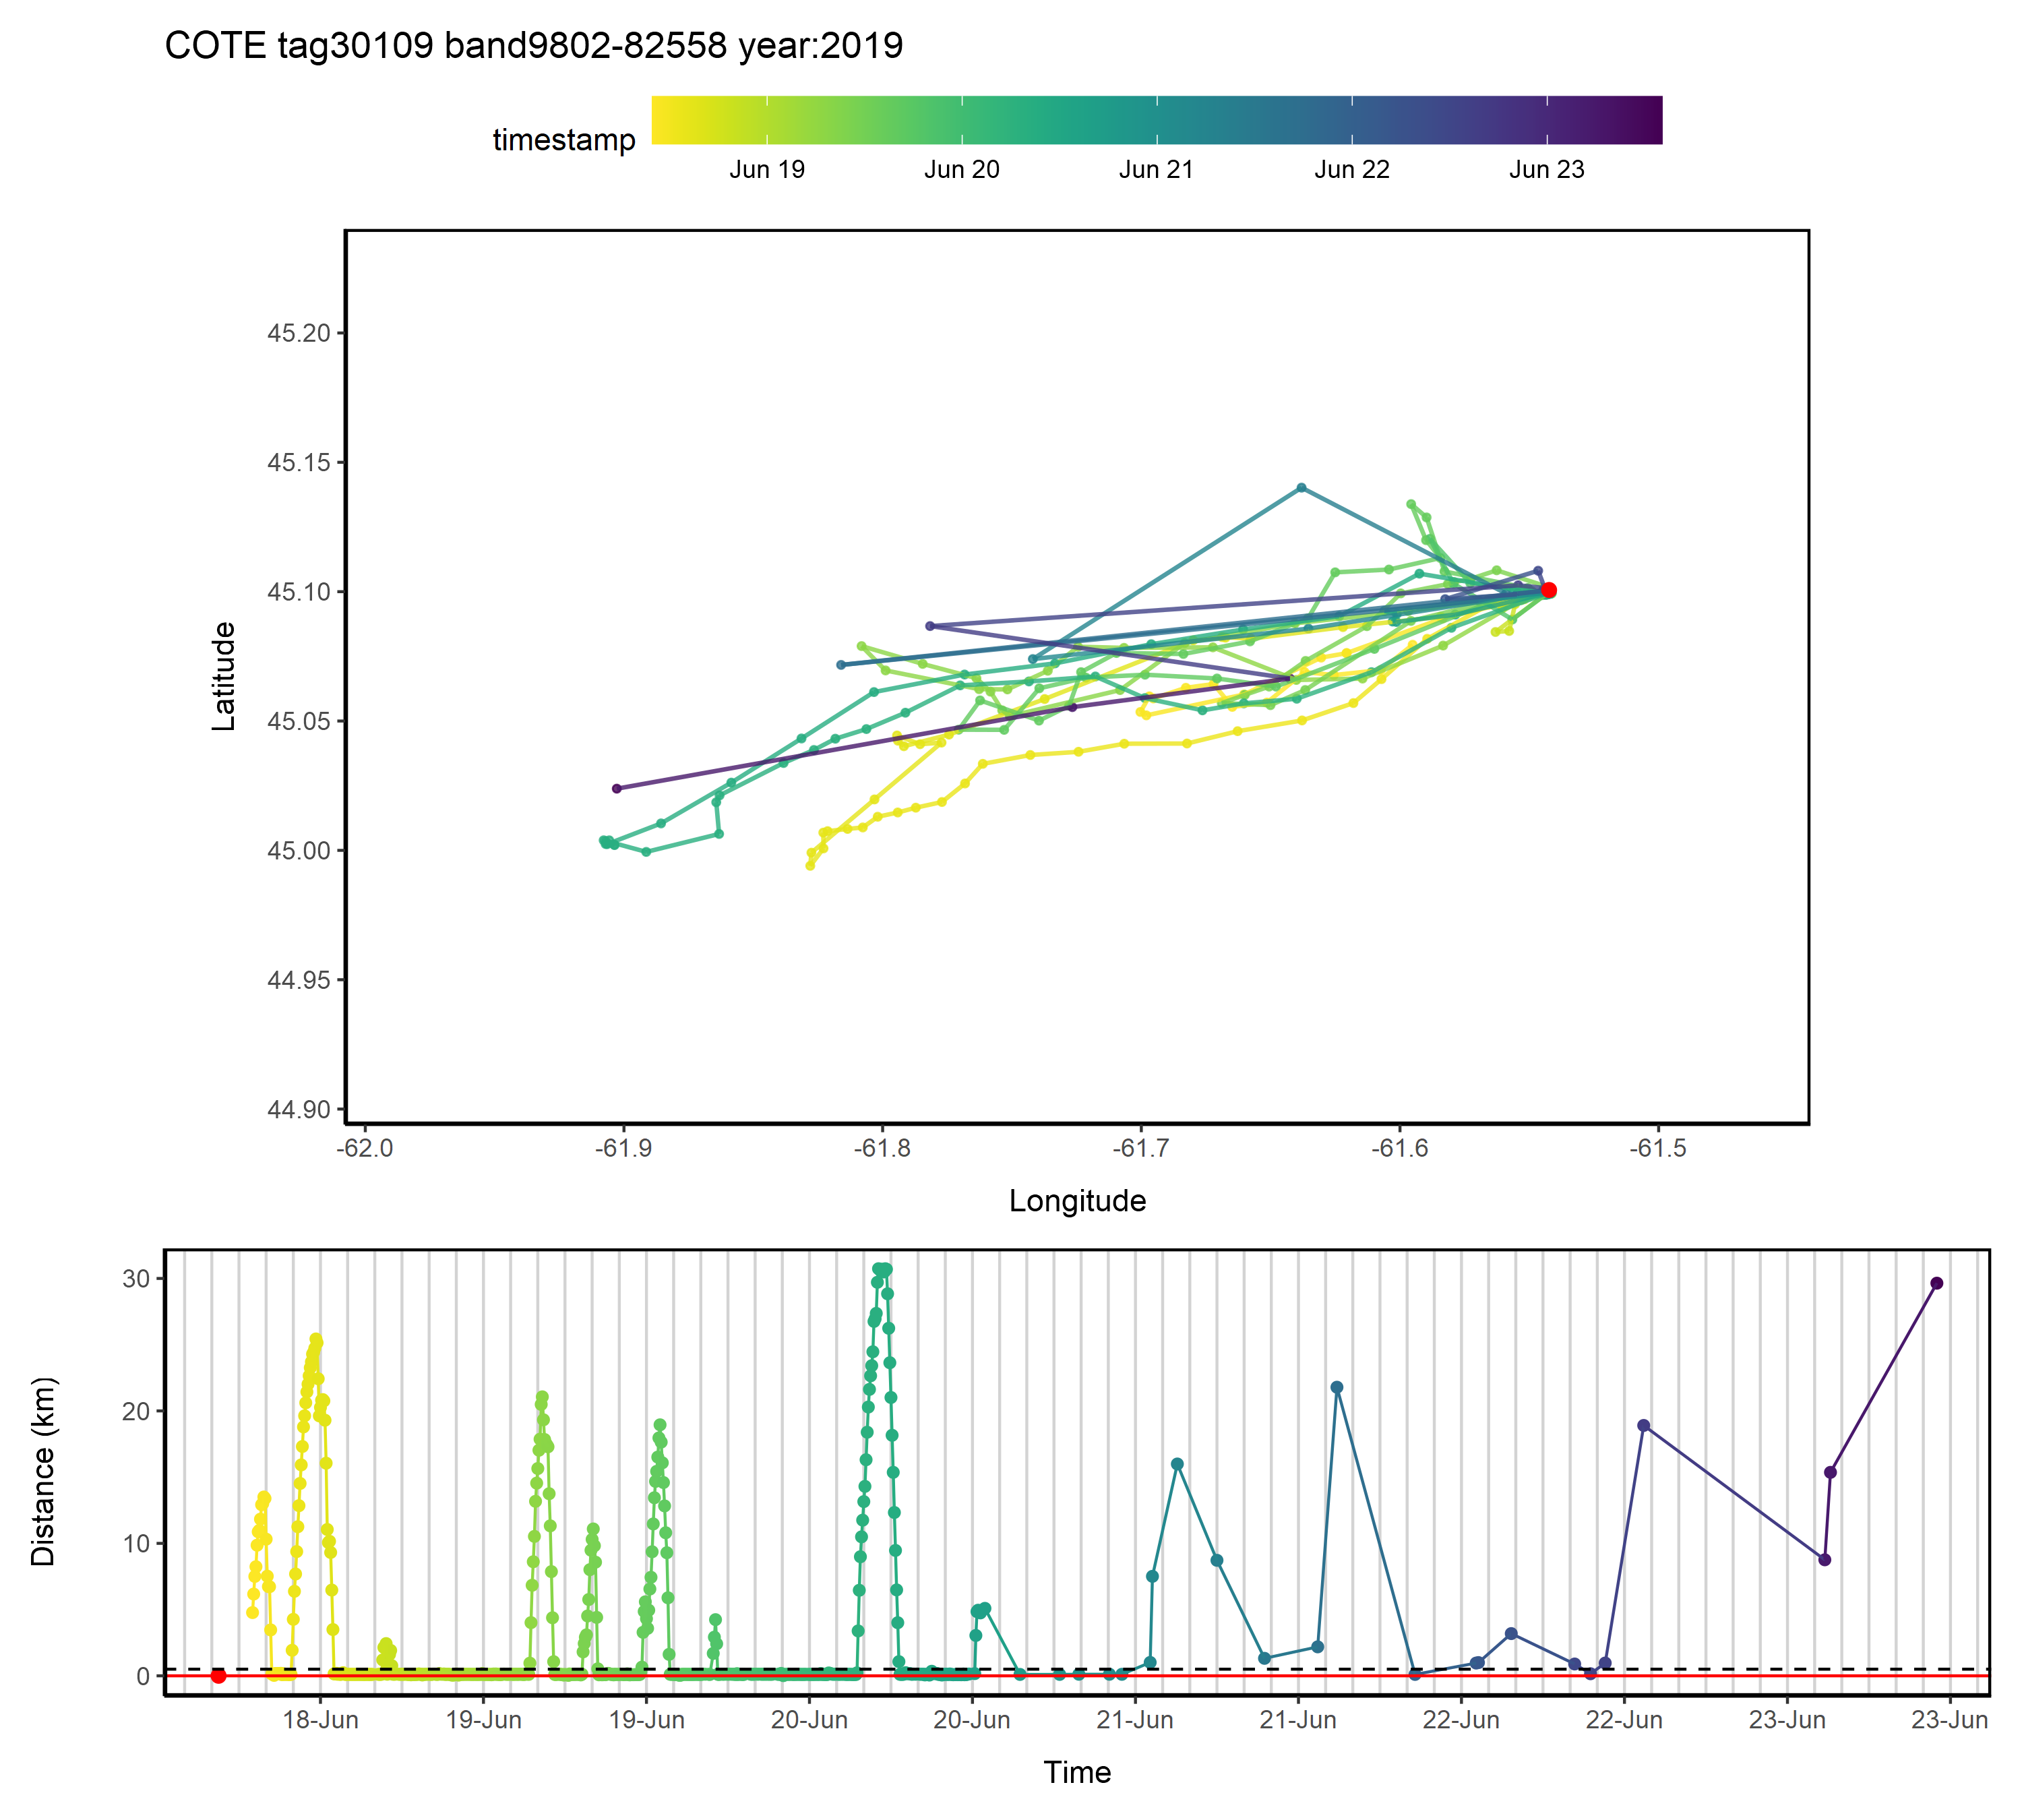 COTE tag30109 band9802-82558 year:2019
timestamp
Jun 19 Jun 20 Jun 21 Jun 22 Jun 23
Latitude
45.20
45.15
45.10
45.05
45.00
44.95
44.90
-62.0 -61.9 -61.8 -61.7 -61.6 -61.5
Longitude
Distance (km)
30
20
10
0
18-Jun 19-Jun 19-Jun 20-Jun 20-Jun 21-Jun 21-Jun 22-Jun 22-Jun 23-Jun 23-Jun
Time